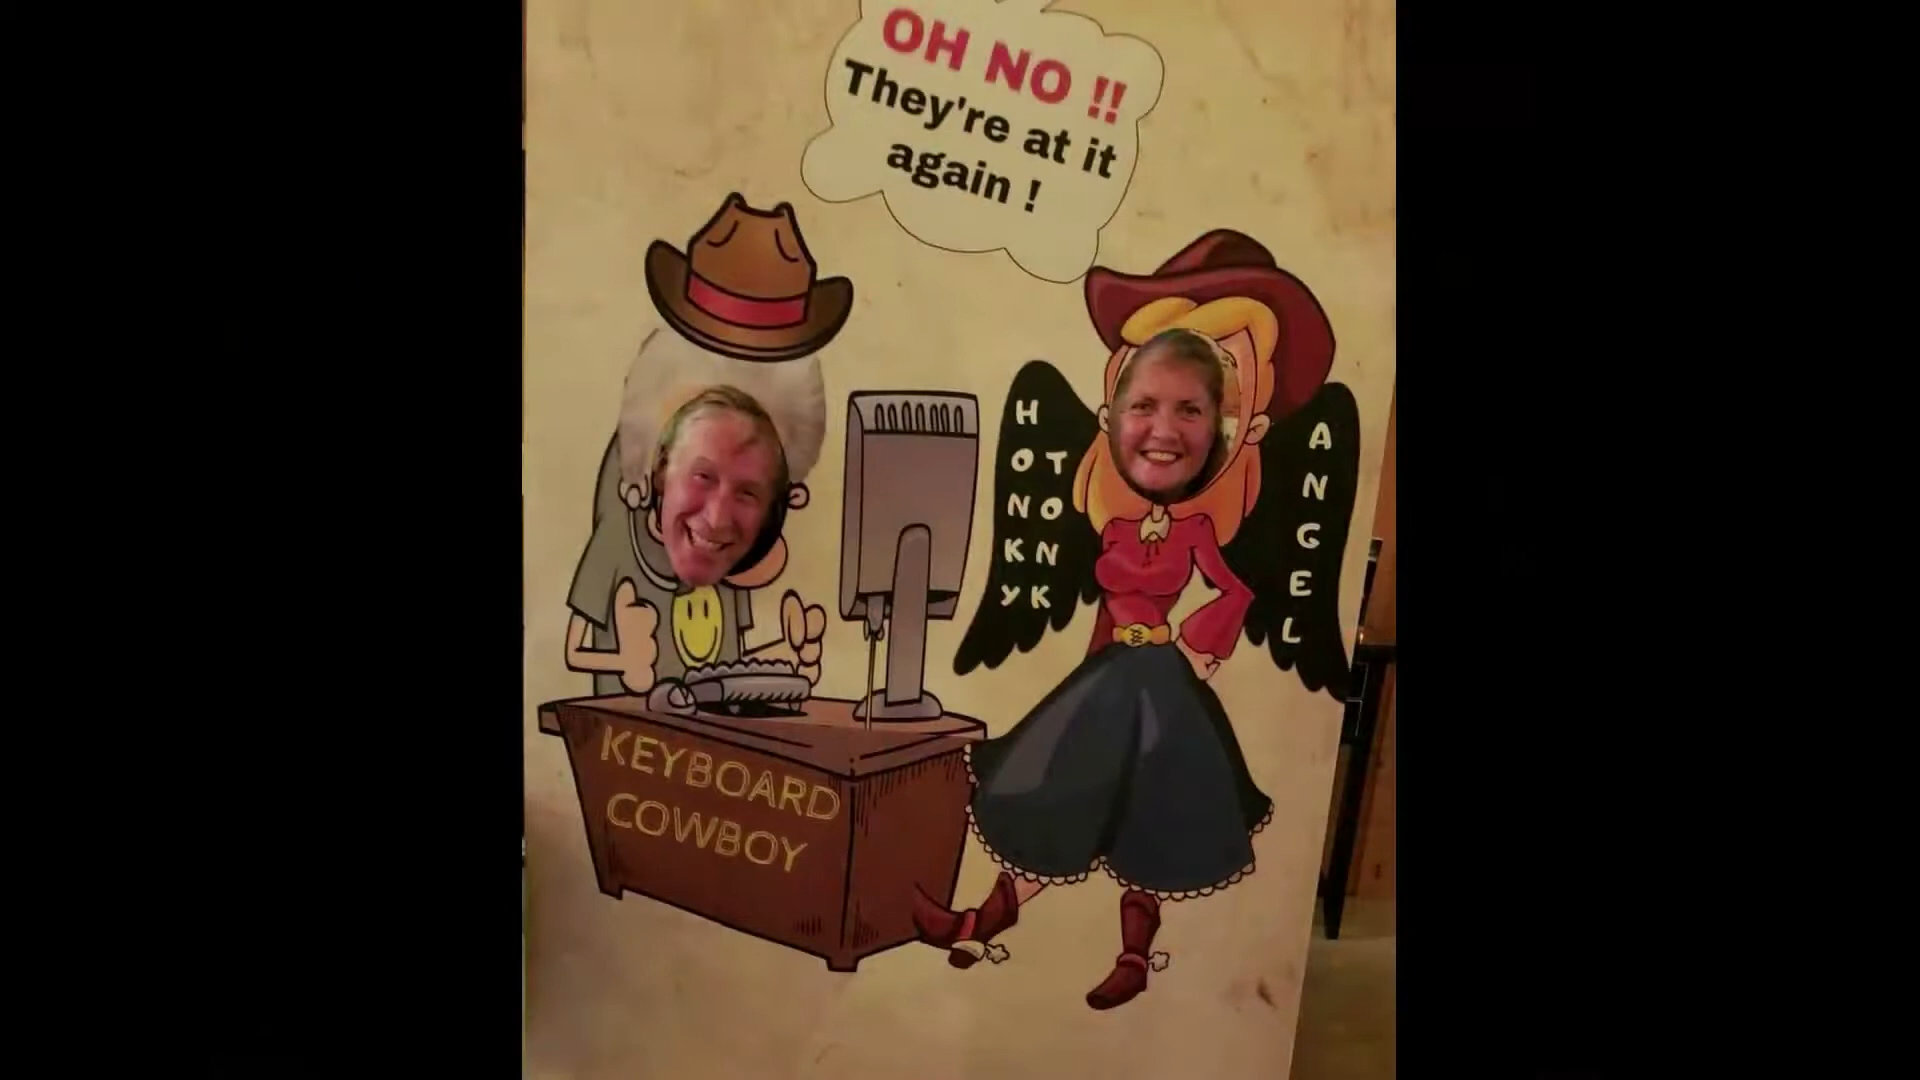 OH NO !!
They're at it
again !
HONKY
TONK
ANGEL
KEYBOARD
COWBOY